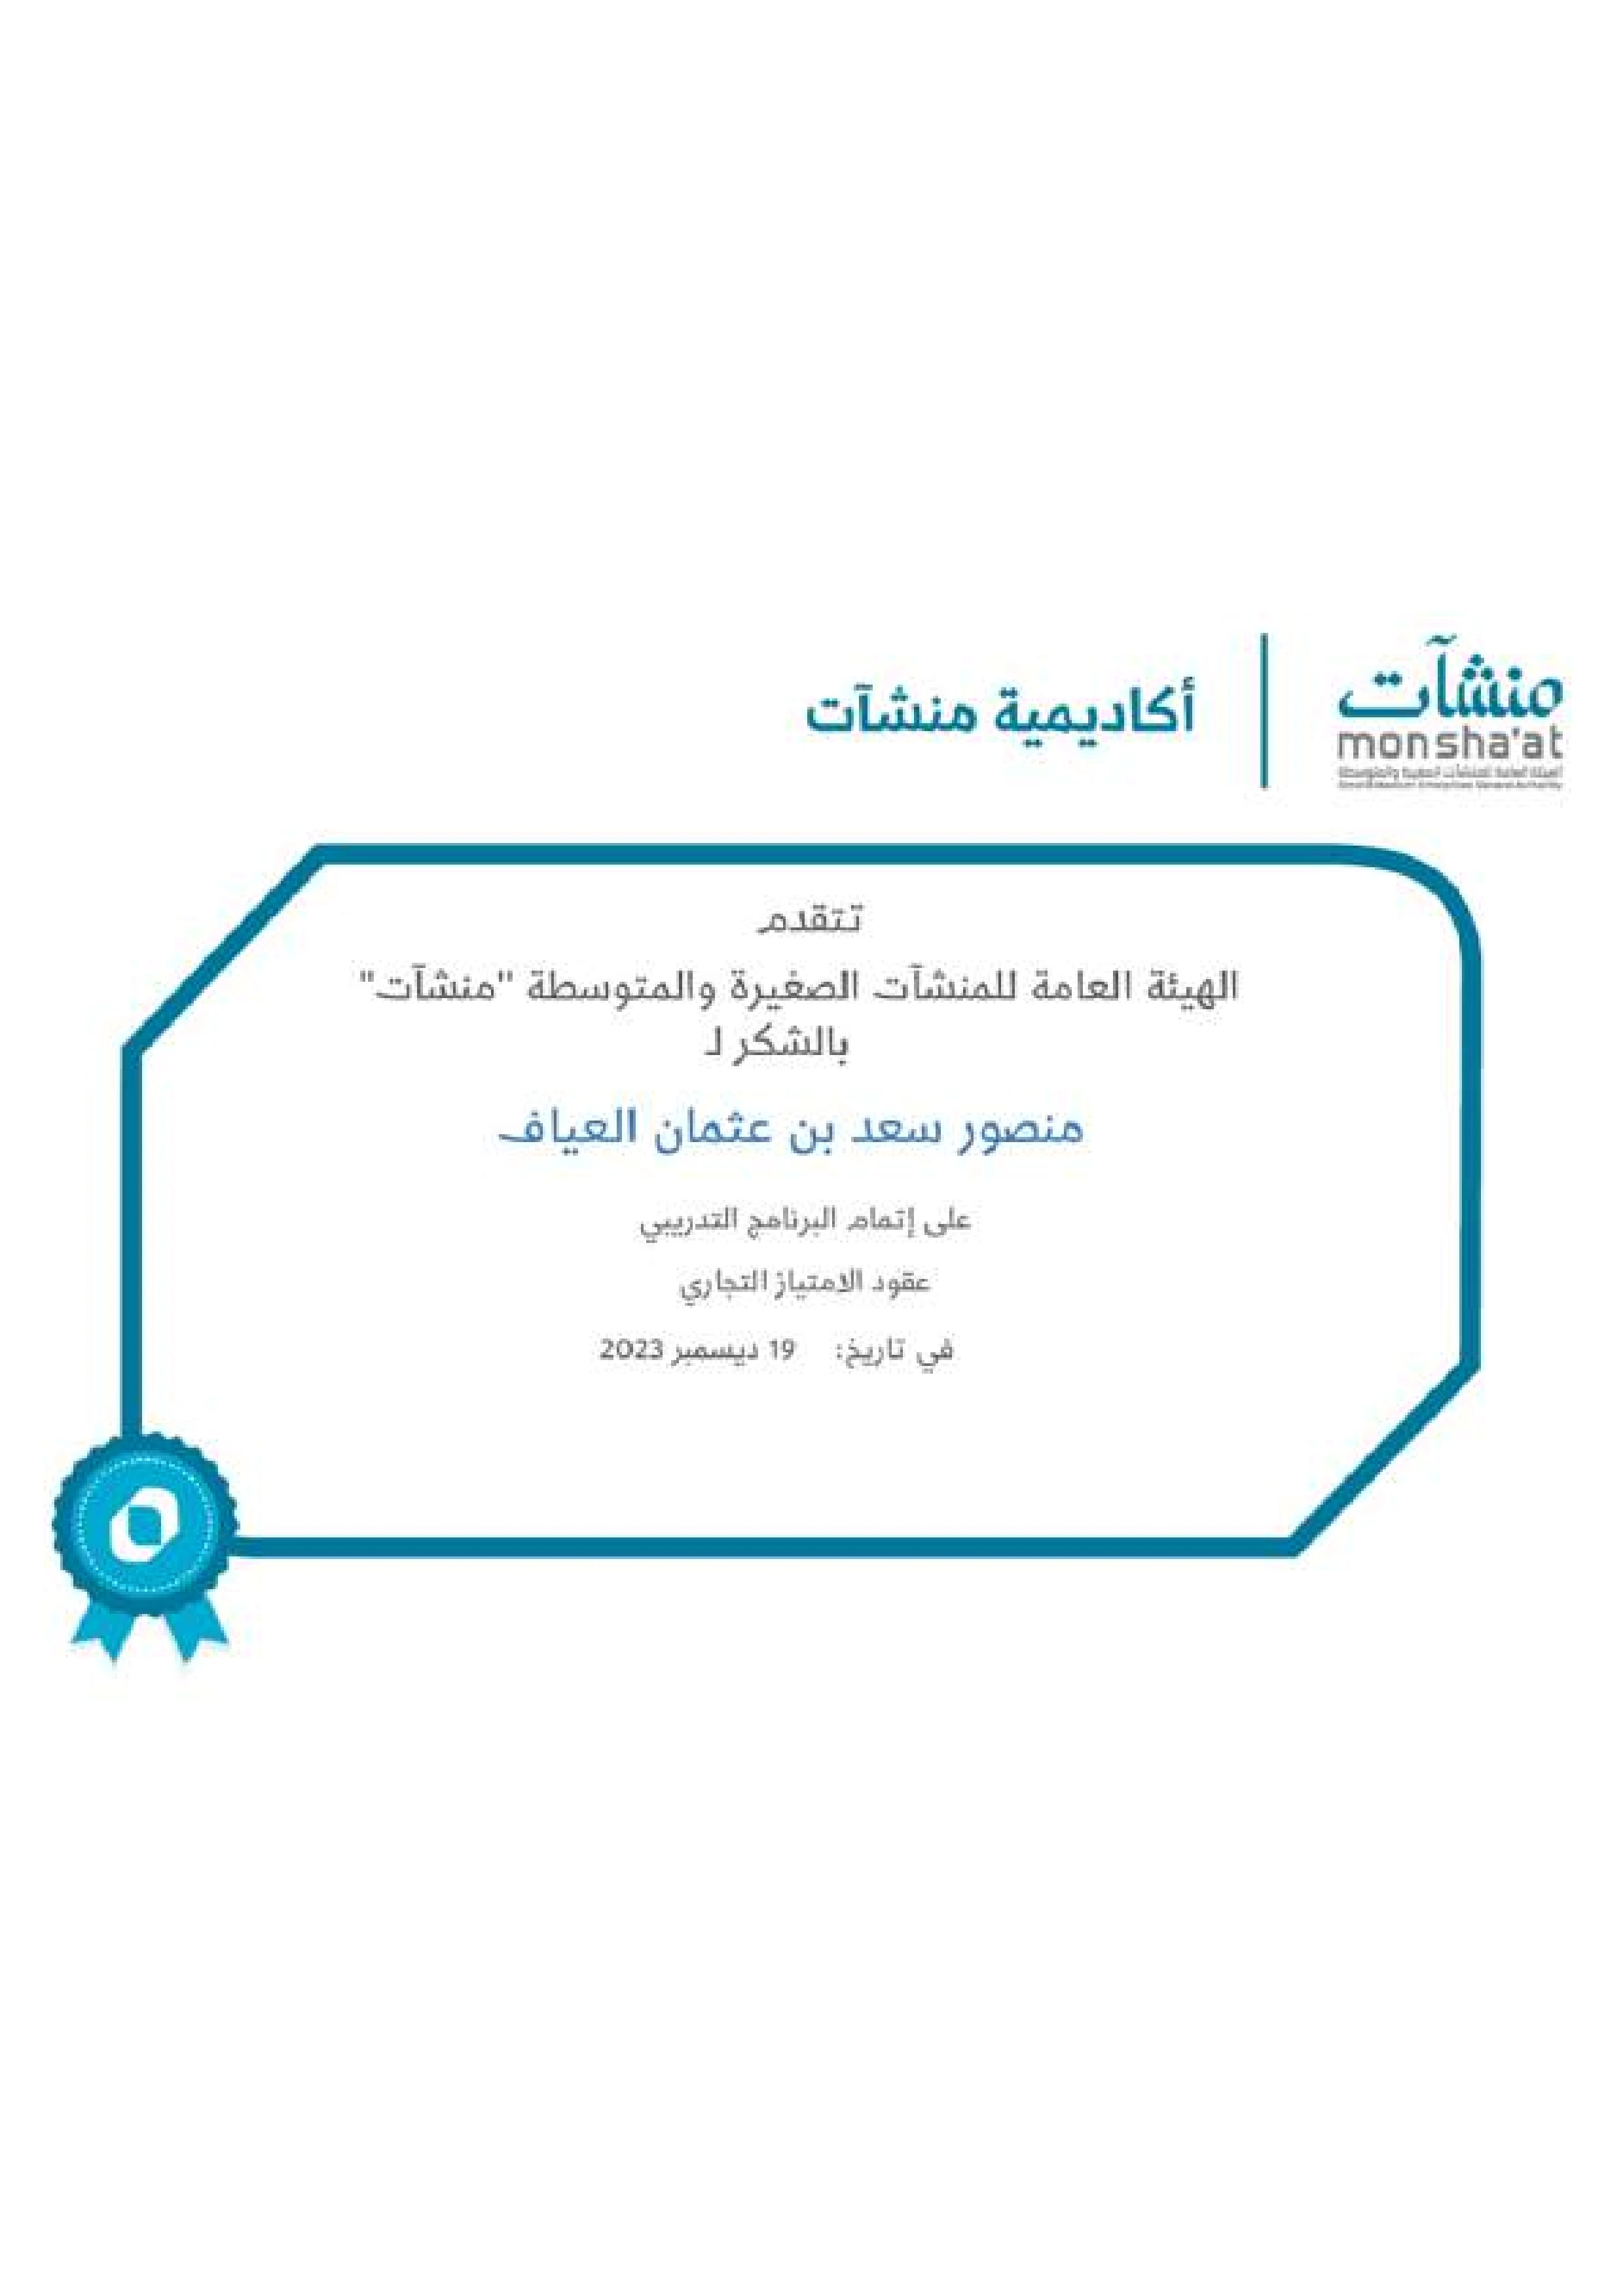 منشآت
monsha'at
الهيئة العامة للمنشآت الصغيرة والمتوسطة
Small & Medium Enterprises General Authority
أكاديمية منشآت
تتقدم
الهيئة العامة للمنشآت الصغيرة والمتوسطة "منشآت"
بالشكر لـ
منصور سعد بن عثمان العياف
على إتمام البرنامج التدريبي
عقود الامتياز التجاري
في تاريخ: 19 ديسمبر 2023